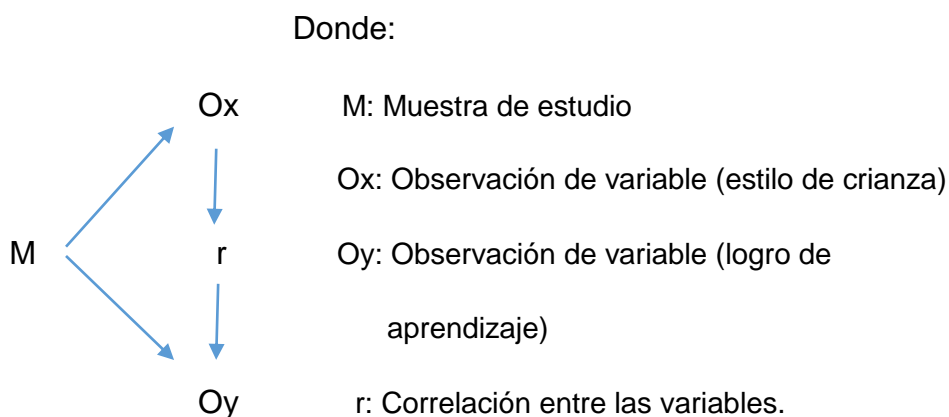 Donde:
Ox M: Muestra de estudio
Ox: Observación de variable (estilo de crianza)
M r Oy: Observación de variable (logro de
aprendizaje)
Oy r: Correlación entre las variables.